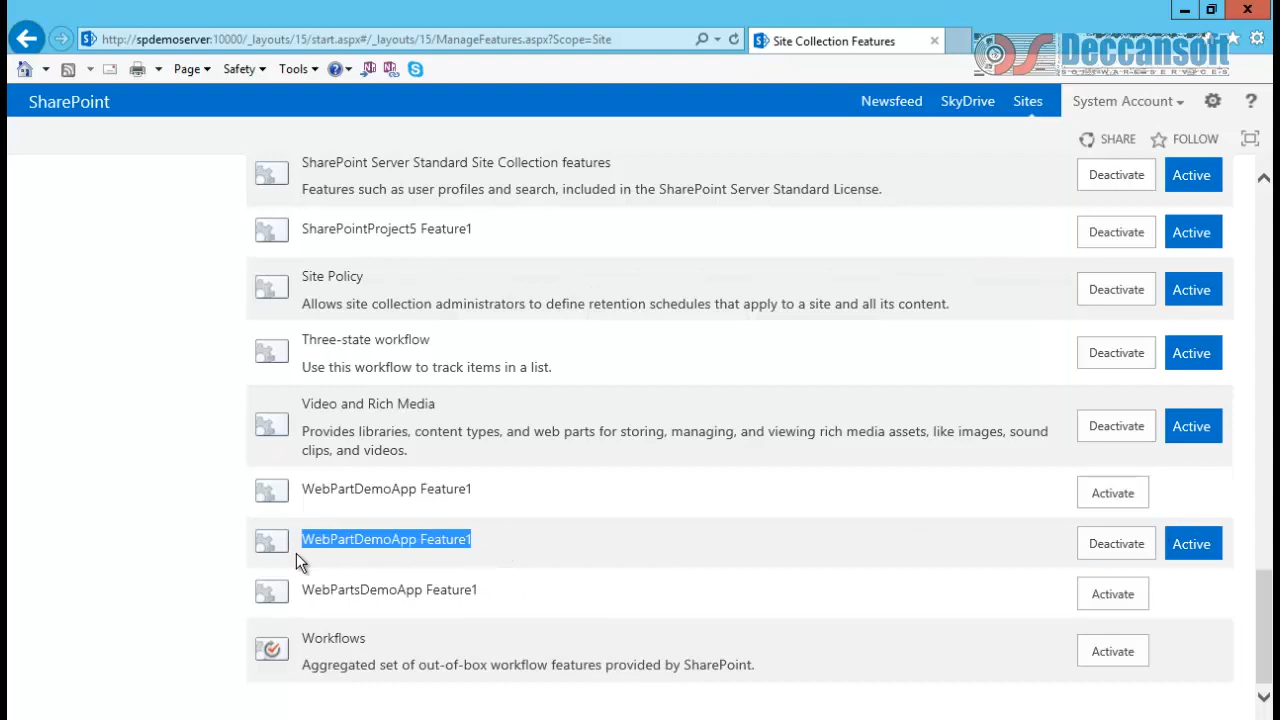 http://spdemoserver:10000/_layouts/15/start.aspx#/_layouts/15/ManageFeatures.aspx?Scope=Site
Site Collection Features
Deccansoft
SOFTWARE SERVICES
Page
Safety
Tools
SharePoint
Newsfeed
SkyDrive
Sites
System Account
?
SHARE
FOLLOW
SharePoint Server Standard Site Collection features
Features such as user profiles and search, included in the SharePoint Server Standard License.
Deactivate
Active
SharePointProject5 Feature1
Deactivate
Active
Site Policy
Allows site collection administrators to define retention schedules that apply to a site and all its content.
Deactivate
Active
Three-state workflow
Use this workflow to track items in a list.
Deactivate
Active
Video and Rich Media
Provides libraries, content types, and web parts for storing, managing, and viewing rich media assets, like images, sound
clips, and videos.
Deactivate
Active
WebPartDemoApp Feature1
Activate
WebPartDemoApp Feature1
Deactivate
Active
WebPartsDemoApp Feature1
Activate
Workflows
Aggregated set of out-of-box workflow features provided by SharePoint.
Activate